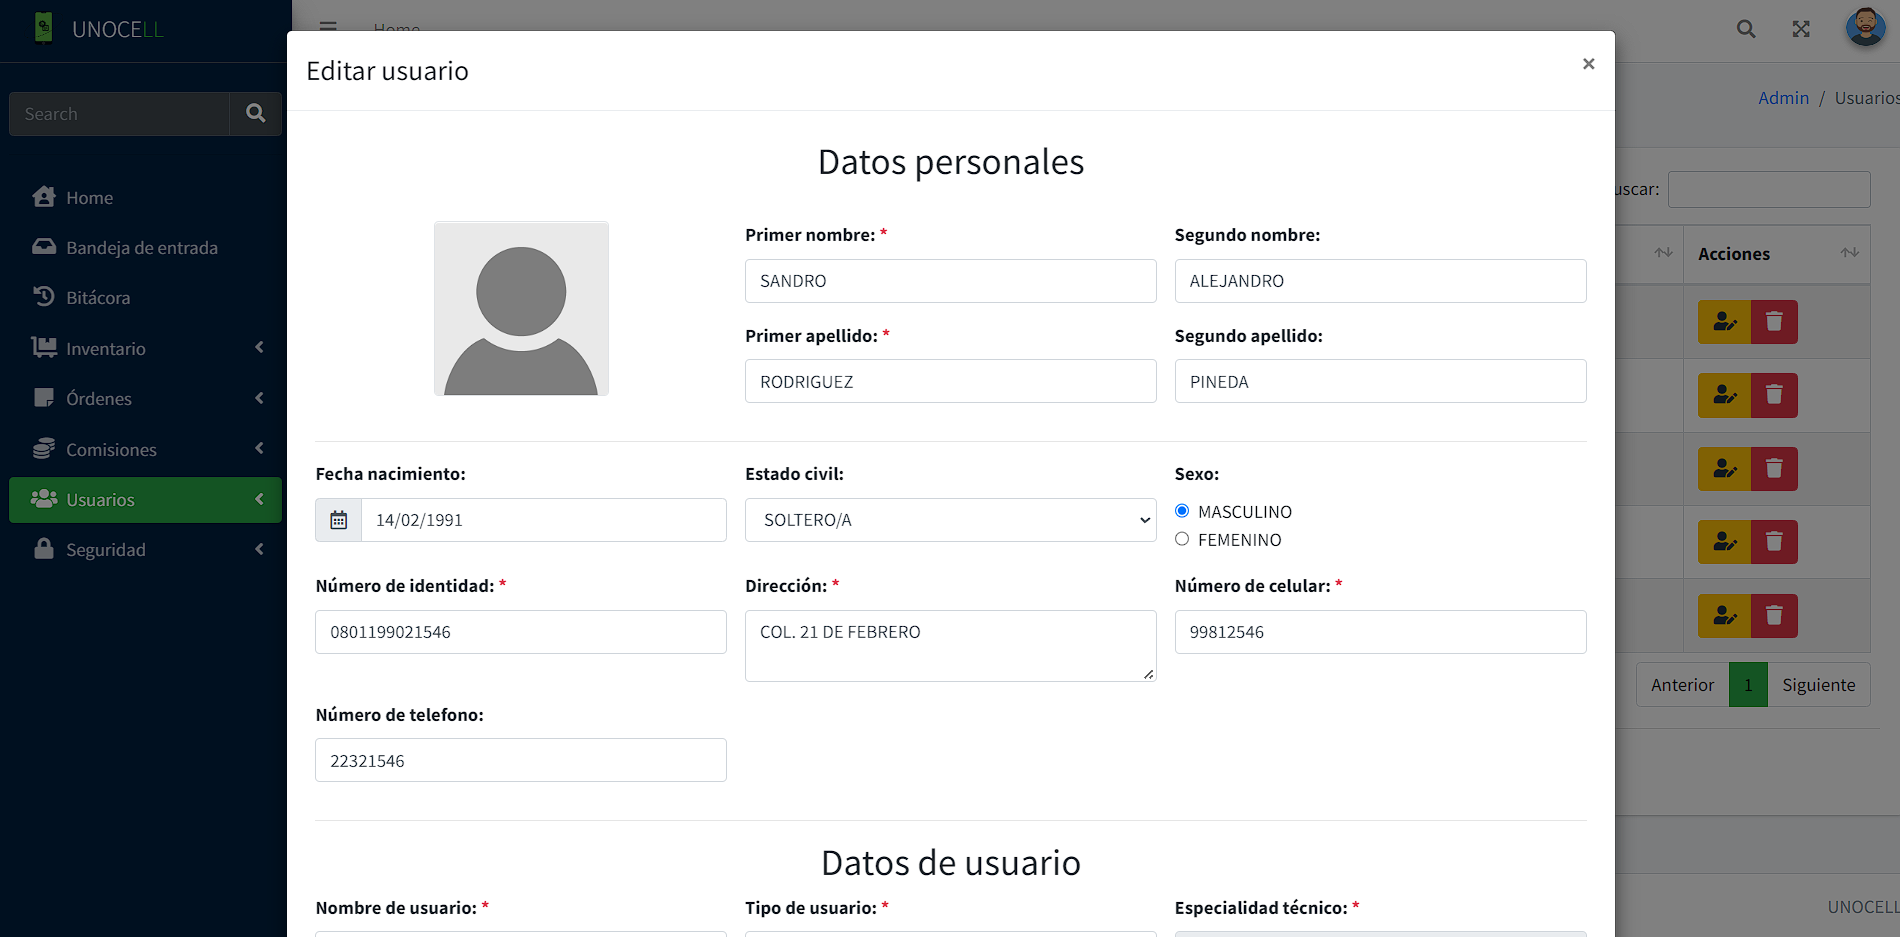 UNOCELL
Home
Search
Home
Bandeja de entrada
Bitácora
Inventario
Órdenes
Comisiones
Usuarios
Seguridad
Editar usuario
×
Datos personales
Primer nombre: *
Segundo nombre:
SANDRO
ALEJANDRO
Primer apellido: *
Segundo apellido:
RODRIGUEZ
PINEDA
Fecha nacimiento:
Estado civil:
Sexo:
14/02/1991
SOLTERO/A
MASCULINO
FEMENINO
Número de identidad: *
Dirección: *
Número de celular: *
0801199021546
COL. 21 DE FEBRERO
99812546
Número de telefono:
22321546
Datos de usuario
Nombre de usuario: *
Tipo de usuario: *
Especialidad técnico: *
Admin / Usuarios
uscar:
Acciones
Anterior 1 Siguiente
UNOCELL